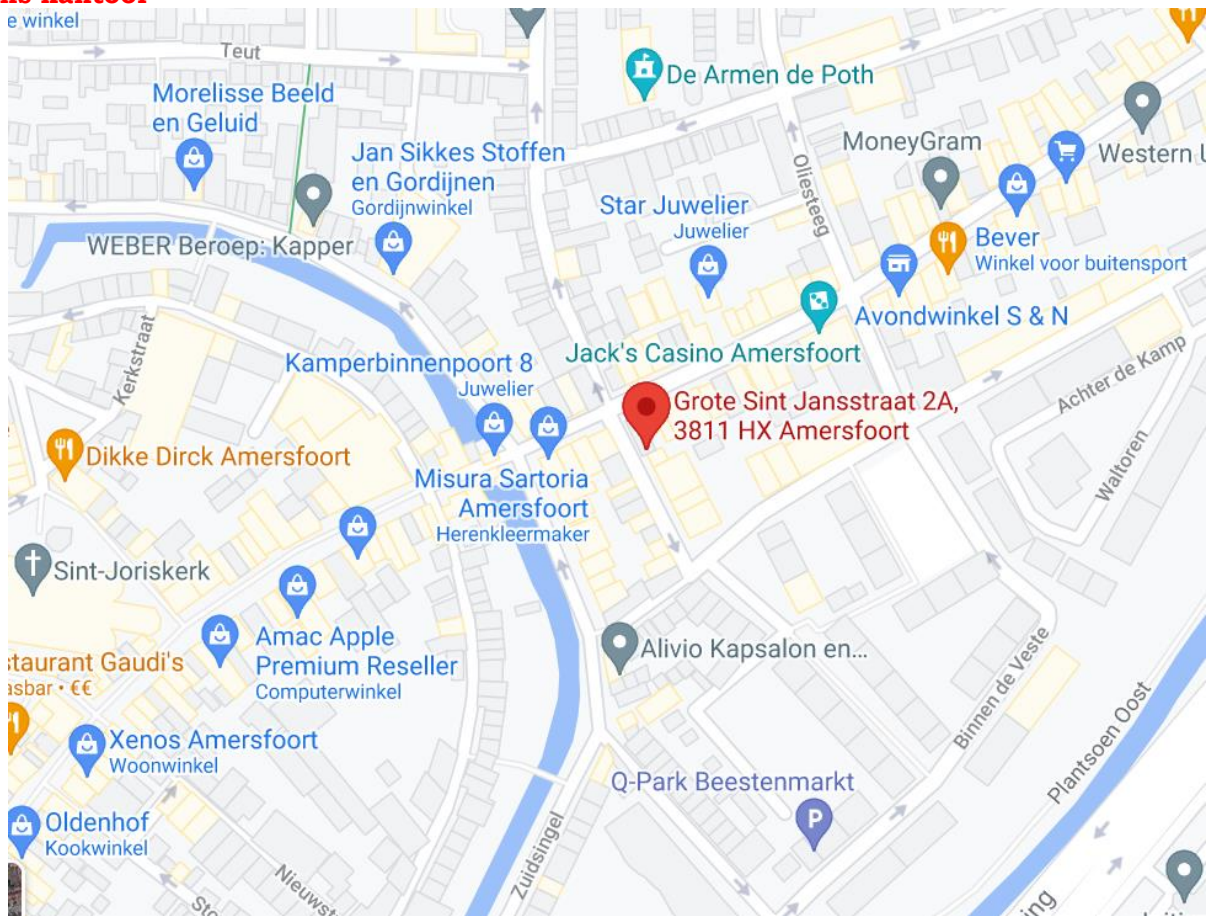 kantoor
e winkel
Teut
De Armen de Poth
Morelisse Beeld
en Geluid
MoneyGram
Jan Sikkes Stoffen
en Gordijnen
Gordijnwinkel
Western
Oliesteeg
Star Juwelier
Juwelier
WEBER Beroep: Kapper
Bever
Winkel voor buitensport
Avondwinkel S & N
Kerkstraat
Kamperbinnenpoort 8
Juwelier
Jack's Casino Amersfoort
Achter de Kamp
Grote Sint Jansstraat 2A,
3811 HX Amersfoort
Dikke Dirck Amersfoort
Waltoren
Misura Sartoria
Amersfoort
Herenkleermaker
Sint-Joriskerk
Amac Apple
Premium Reseller
Computerwinkel
Alivio Kapsalon en...
staurant Gaudi's
asbar • €€
Binnen de Veste
Plantsoen Oost
Xenos Amersfoort
Woonwinkel
Q-Park Beestenmarkt
P
Oldenhof
Kookwinkel
Zuidsingel
Nieuwst
Sto
ing